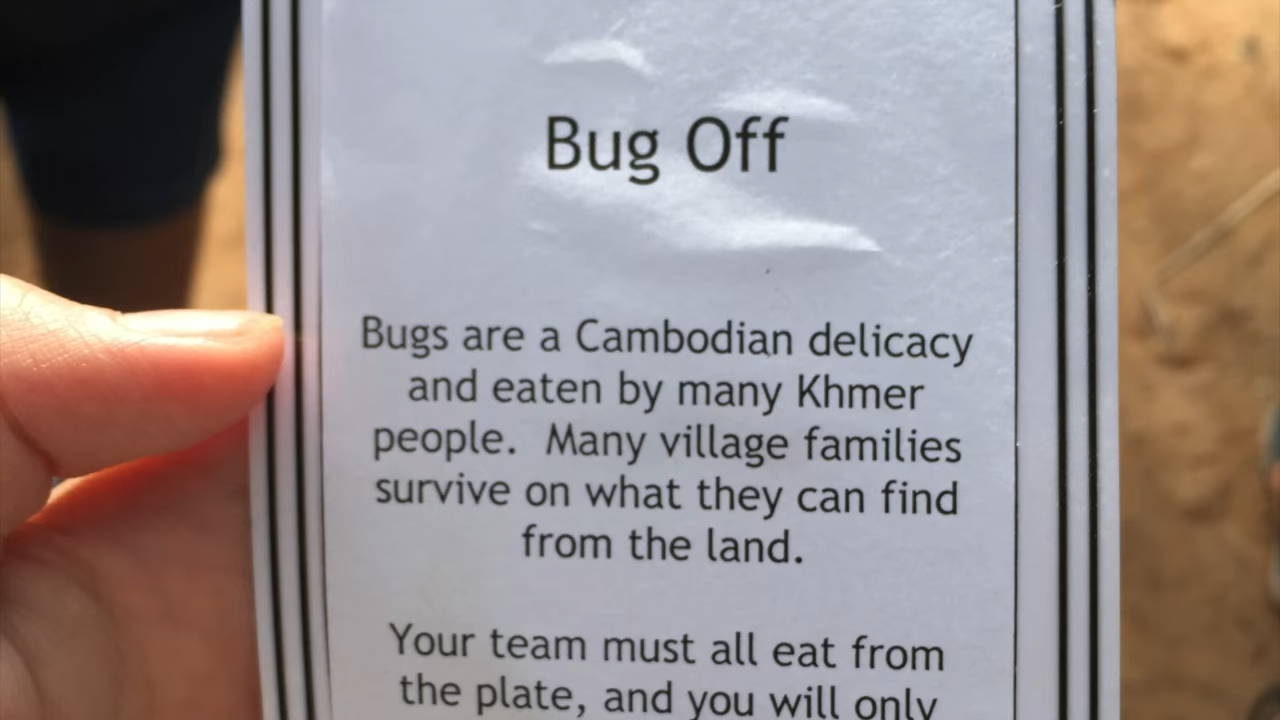 Bug Off
Bugs are a Cambodian delicacy
and eaten by many Khmer
people.  Many village families
survive on what they can find
from the land.
Your team must all eat from
the plate, and you will only